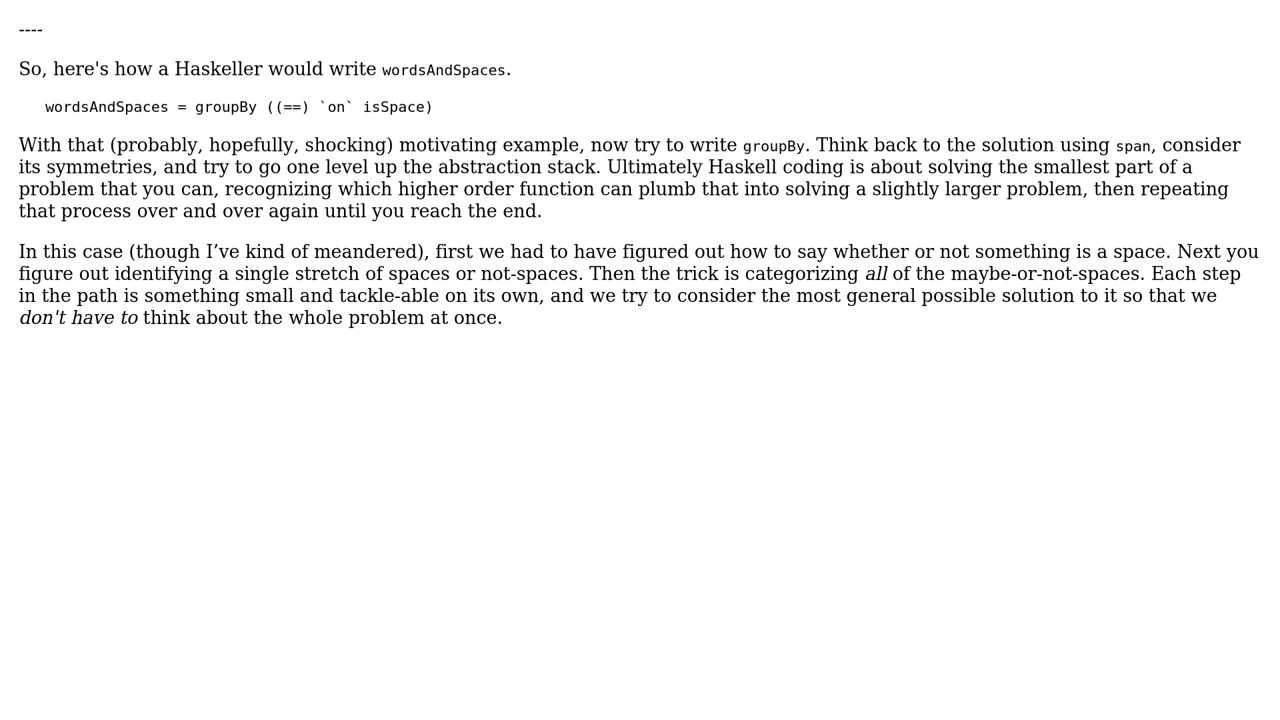 ----
So, here's how a Haskeller would write wordsAndSpaces.
wordsAndSpaces = groupBy ((==) `on` isSpace)
With that (probably, hopefully, shocking) motivating example, now try to write groupBy. Think back to the solution using span, consider
its symmetries, and try to go one level up the abstraction stack. Ultimately Haskell coding is about solving the smallest part of a
problem that you can, recognizing which higher order function can plumb that into solving a slightly larger problem, then repeating
that process over and over again until you reach the end.
In this case (though I’ve kind of meandered), first we had to have figured out how to say whether or not something is a space. Next you
figure out identifying a single stretch of spaces or not-spaces. Then the trick is categorizing all of the maybe-or-not-spaces. Each step
in the path is something small and tackle-able on its own, and we try to consider the most general possible solution to it so that we
don't have to think about the whole problem at once.